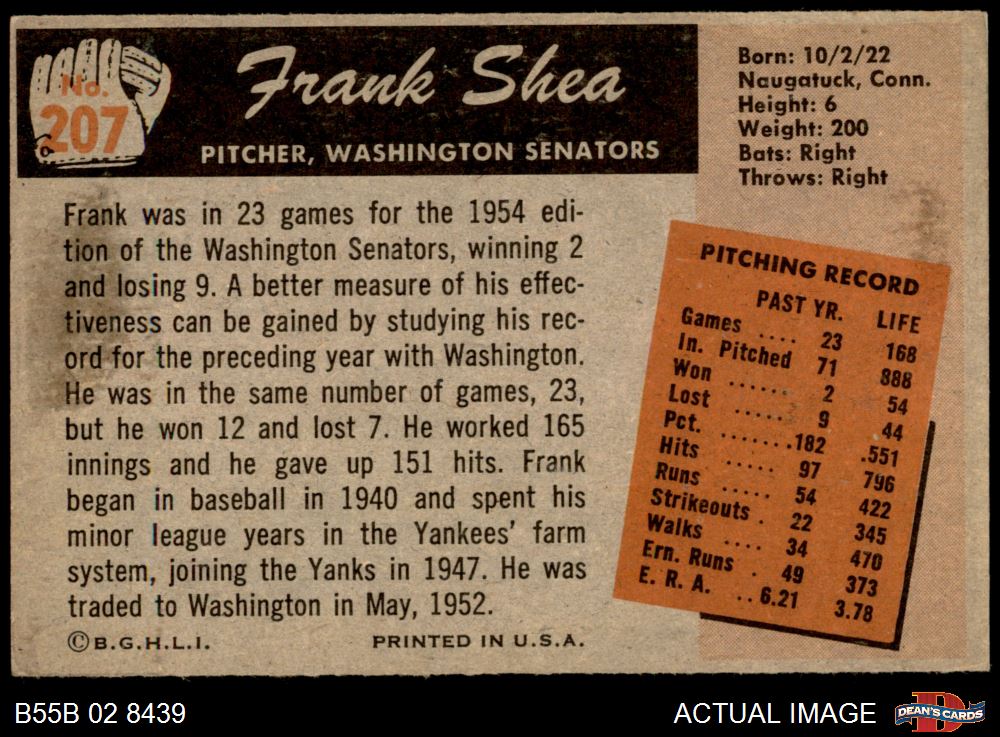 No.
207
Frank Shea
PITCHER, WASHINGTON SENATORS
Born: 10/2/22
Naugatuck, Conn.
Height: 6
Weight: 200
Bats: Right
Throws: Right
Frank was in 23 games for the 1954 edi-
tion of the Washington Senators, winning 2
and losing 9. A better measure of his effec-
tiveness can be gained by studying his rec-
ord for the preceding year with Washington.
He was in the same number of games, 23,
but he won 12 and lost 7. He worked 165
innings and he gave up 151 hits. Frank
began in baseball in 1940 and spent his
minor league years in the Yankees' farm
system, joining the Yanks in 1947. He was
traded to Washington in May, 1952.
©B.G.H.L.I. PRINTED IN U.S.A.
PITCHING RECORD
PAST YR. LIFE
Games .... 23 168
In. Pitched 71 888
Won ...... 2 54
Lost ...... 9 44
Pct. .......182 .551
Hits ..... 97 796
Runs ..... 54 422
Strikeouts . 22 345
Walks .... 34 470
Ern. Runs . 49 373
E. R. A. ..6.21 3.78
B55B 02 8439
ACTUAL IMAGE
DEAN'S CARDS